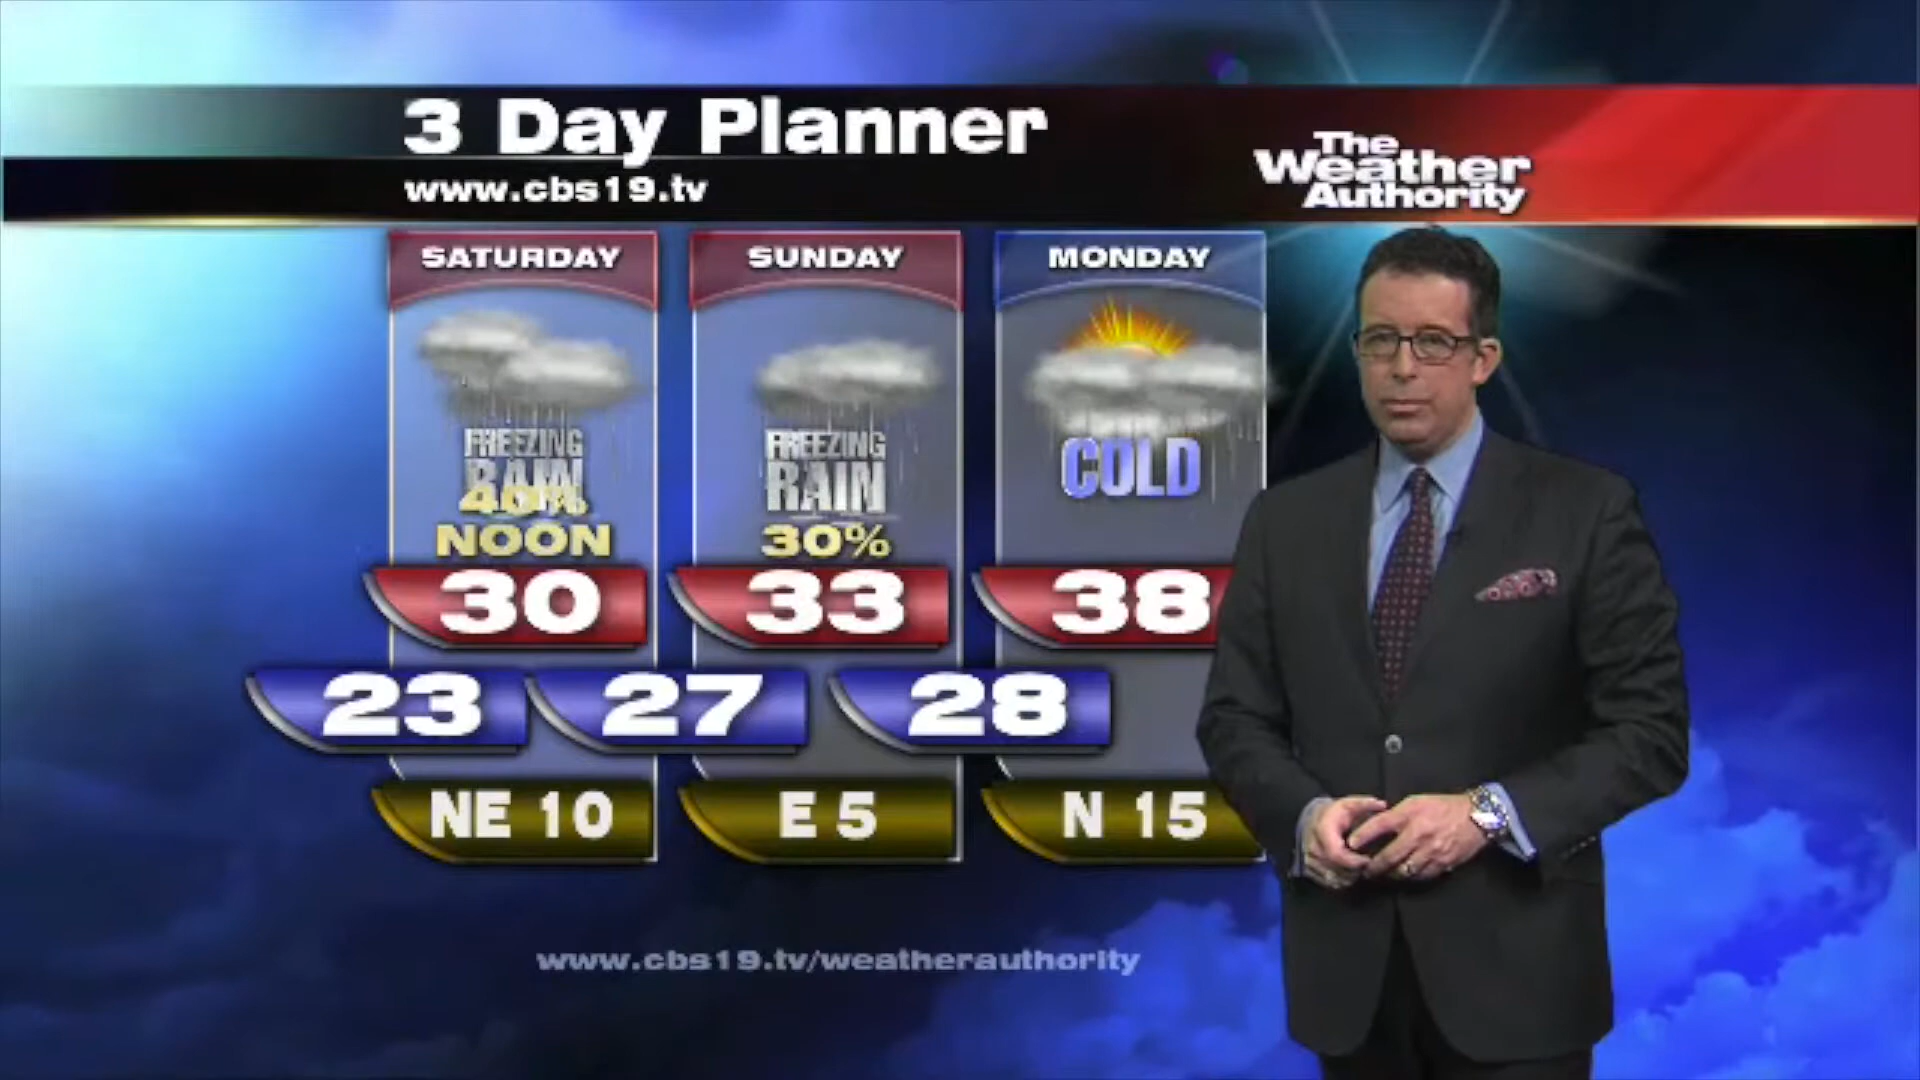 3 Day Planner
www.cbs19.tv
The
Weather
Authority
SATURDAY
FREEZING
RAIN
40%
NOON
30
23
NE 10
SUNDAY
FREEZING
RAIN
30%
33
27
E 5
MONDAY
COLD
38
28
N 15
www.cbs19.tv/weatherauthority